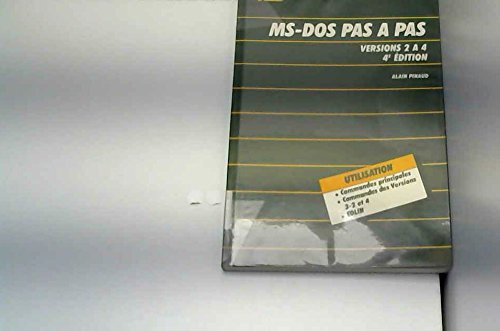 MS-DOS PAS A PAS
VERSIONS 2 A 4
4e ÉDITION
ALAIN PINAUD
UTILISATION
• Commandes principales
• Commandes des Versions
3-2 et 4
• EDLIN